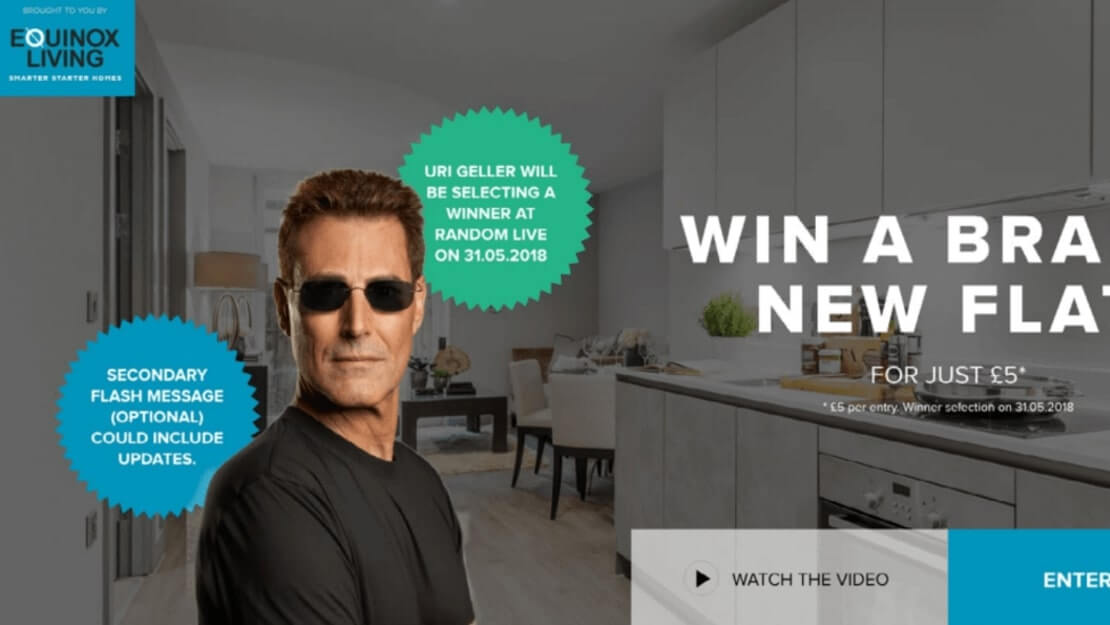 BROUGHT TO YOU BY
EQUINOX
LIVING
SMARTER STARTER HOMES
URI GELLER WILL
BE SELECTING A
WINNER AT
RANDOM LIVE
ON 31.05.2018
SECONDARY
FLASH MESSAGE
(OPTIONAL)
COULD INCLUDE
UPDATES.
WIN A BRA
NEW FLAT
FOR JUST £5*
* £5 per entry. Winner selection on 31.05.2018
WATCH THE VIDEO
ENTER